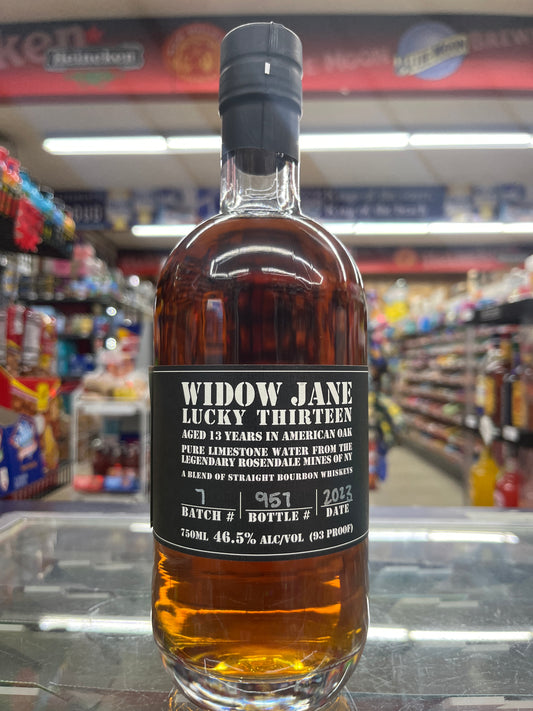 Heineken
MOON
BREW
WIDOW JANE
LUCKY THIRTEEN
AGED 13 YEARS IN AMERICAN OAK
PURE LIMESTONE WATER FROM THE
LEGENDARY ROSENDALE MINES OF NY
A BLEND OF STRAIGHT BOURBON WHISKEYS
7 957 2023
BATCH # BOTTLE # DATE
750ML 46.5% ALC/VOL (93 PROOF)